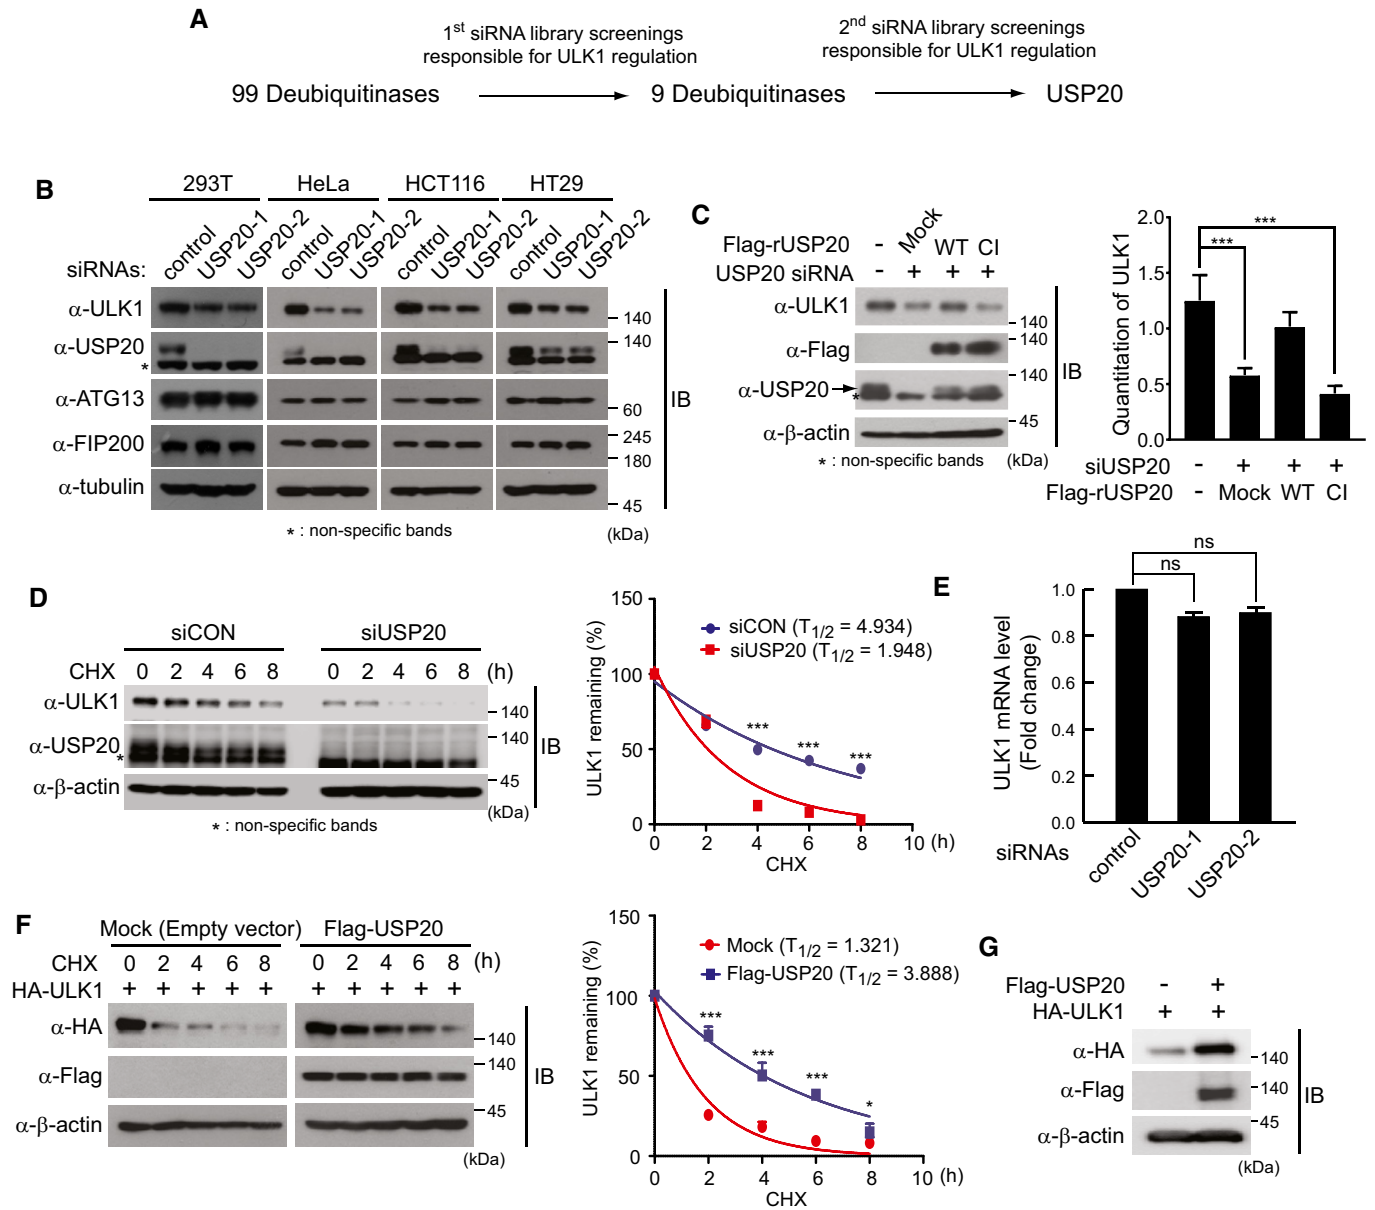 A
1st siRNA library screenings
responsible for ULK1 regulation
2nd siRNA library screenings
responsible for ULK1 regulation
99 Deubiquitinases
9 Deubiquitinases
USP20
B
293T
HeLa
HCT116
HT29
siRNAs:
control
USP20-1
USP20-2
control
USP20-1
USP20-2
control
USP20-1
USP20-2
control
USP20-1
USP20-2
α-ULK1
140
α-USP20
140
*
α-ATG13
60
α-FIP200
245
180
α-tubulin
45
IB
* : non-specific bands
(kDa)
C
Flag-rUSP20 - Mock WT CI
USP20 siRNA - + + +
α-ULK1
140
α-Flag
140
α-USP20
140
*
α-β-actin
45
IB
* : non-specific bands
(kDa)
Quantitation of ULK1
2.0
1.5
1.0
0.5
0.0
***
***
siUSP20 - + + +
Flag-rUSP20 - Mock WT CI
D
siCON
siUSP20
CHX 0 2 4 6 8 0 2 4 6 8 (h)
α-ULK1
140
α-USP20
140
*
α-β-actin
45
IB
(kDa)
* : non-specific bands
ULK1 remaining (%)
150
100
50
0
siCON (T1/2 = 4.934)
siUSP20 (T1/2 = 1.948)
***
***
***
0 2 4 6 8 10 (h)
CHX
E
ULK1 mRNA level
(Fold change)
1.0
0.8
0.6
0.4
0.2
0.0
ns
ns
siRNAs
control
USP20-1
USP20-2
F
Mock (Empty vector)
Flag-USP20
CHX 0 2 4 6 8 0 2 4 6 8 (h)
HA-ULK1 + + + + + + + + + +
α-HA
140
α-Flag
140
α-β-actin
45
IB
(kDa)
ULK1 remaining (%)
150
100
50
0
Mock (T1/2 = 1.321)
Flag-USP20 (T1/2 = 3.888)
***
***
***
*
0 2 4 6 8 10 (h)
CHX
G
Flag-USP20 - +
HA-ULK1 + +
α-HA
140
α-Flag
140
α-β-actin
45
IB
(kDa)